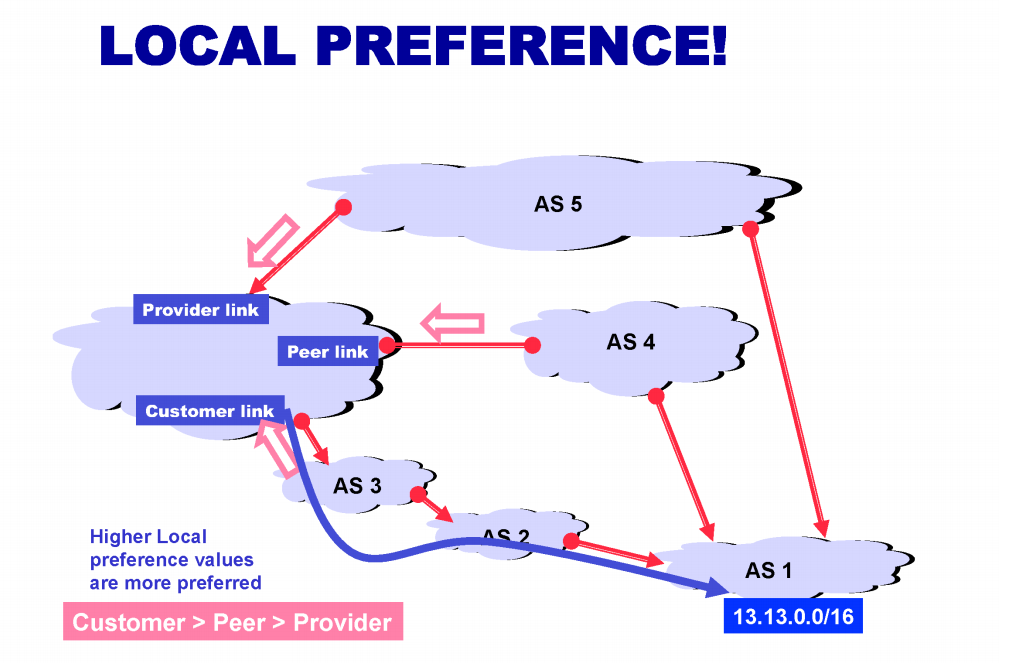 LOCAL PREFERENCE!
AS 5
Provider link
Peer link
AS 4
Customer link
AS 3
AS 2
AS 1
Higher Local
preference values
are more preferred
Customer > Peer > Provider
13.13.0.0/16